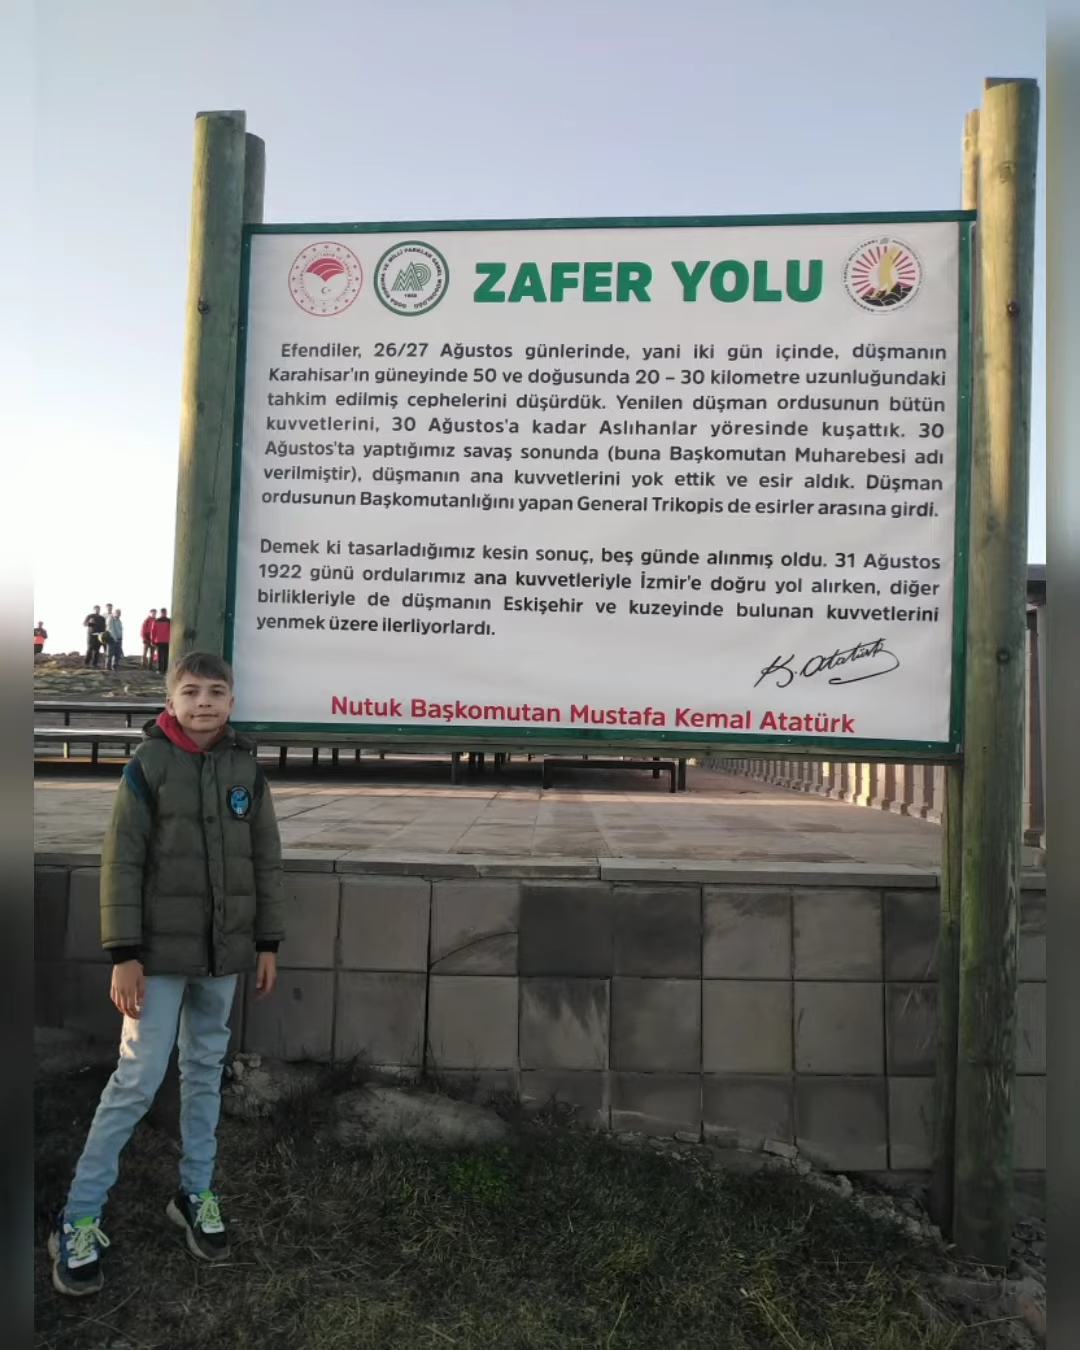 ZAFER YOLU
Efendiler, 26/27 Ağustos günlerinde, yani iki gün içinde, düşmanın
Karahisar'ın güneyinde 50 ve doğusunda 20 – 30 kilometre uzunluğundaki
tahkim edilmiş cephelerini düşürdük. Yenilen düşman ordusunun bütün
kuvvetlerini, 30 Ağustos'a kadar Aslıhanlar yöresinde kuşattık. 30
Ağustos'ta yaptığımız savaş sonunda (buna Başkomutan Muharebesi adı
verilmiştir), düşmanın ana kuvvetlerini yok ettik ve esir aldık. Düşman
ordusunun Başkomutanlığını yapan General Trikopis de esirler arasına girdi.
Demek ki tasarladığımız kesin sonuç, beş günde alınmış oldu. 31 Ağustos
1922 günü ordularımız ana kuvvetleriyle İzmir'e doğru yol alırken, diğer
birlikleriyle de düşmanın Eskişehir ve kuzeyinde bulunan kuvvetlerini
yenmek üzere ilerliyorlardı.
K. Atatürk
Nutuk Başkomutan Mustafa Kemal Atatürk